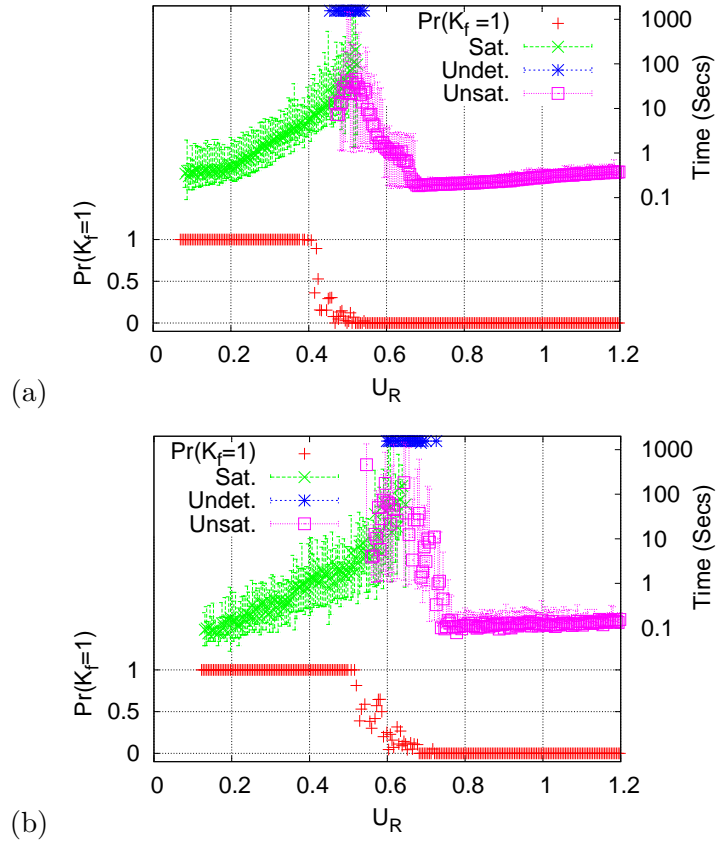 Pr(K_f=1)
Sat.
Undet.
Unsat.
1000
100
10
1
0.1
Time (Secs)
Pr(K_f=1)
1
0.5
0
0 0.2 0.4 0.6 0.8 1 1.2
U_R
(a)
Pr(K_f=1)
Sat.
Undet.
Unsat.
1000
100
10
1
0.1
Time (Secs)
Pr(K_f=1)
1
0.5
0
0 0.2 0.4 0.6 0.8 1 1.2
U_R
(b)